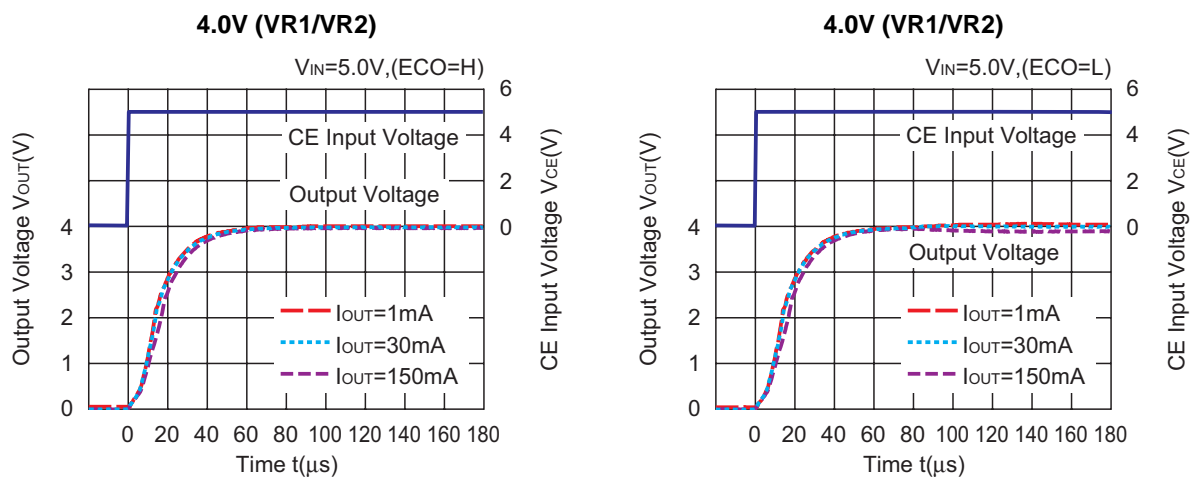 4.0V (VR1/VR2)
VIN=5.0V,(ECO=H)
6
4
2
0
4
3
2
1
0
CE Input Voltage
Output Voltage
IOUT=1mA
IOUT=30mA
IOUT=150mA
0 20 40 60 80 100 120 140 160 180
Time t(μs)
Output Voltage VOUT(V)
CE Input Voltage VCE(V)
4.0V (VR1/VR2)
VIN=5.0V,(ECO=L)
6
4
2
0
4
3
2
1
0
CE Input Voltage
Output Voltage
IOUT=1mA
IOUT=30mA
IOUT=150mA
0 20 40 60 80 100 120 140 160 180
Time t(μs)
Output Voltage VOUT(V)
CE Input Voltage VCE(V)